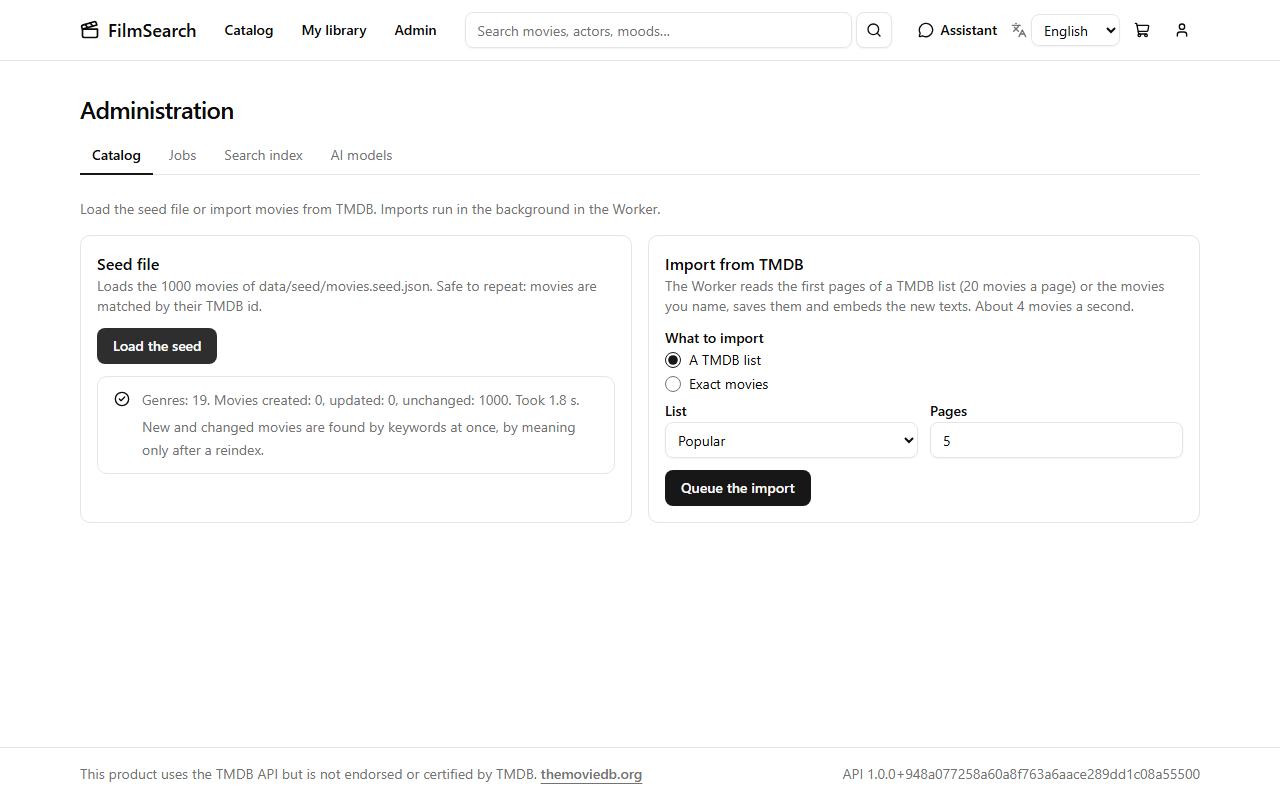 FilmSearch Catalog My library Admin Search movies, actors, moods... Assistant English
Administration
Catalog Jobs Search index AI models
Load the seed file or import movies from TMDB. Imports run in the background in the Worker.
Seed file
Loads the 1000 movies of data/seed/movies.seed.json. Safe to repeat: movies are
matched by their TMDB id.
Load the seed
Genres: 19. Movies created: 0, updated: 0, unchanged: 1000. Took 1.8 s.
New and changed movies are found by keywords at once, by meaning
only after a reindex.
Import from TMDB
The Worker reads the first pages of a TMDB list (20 movies a page) or the movies
you name, saves them and embeds the new texts. About 4 movies a second.
What to import
A TMDB list
Exact movies
List Pages
Popular 5
Queue the import
This product uses the TMDB API but is not endorsed or certified by TMDB. themoviedb.org
API 1.0.0+948a077258a60a8f763a6aace289dd1c08a55500